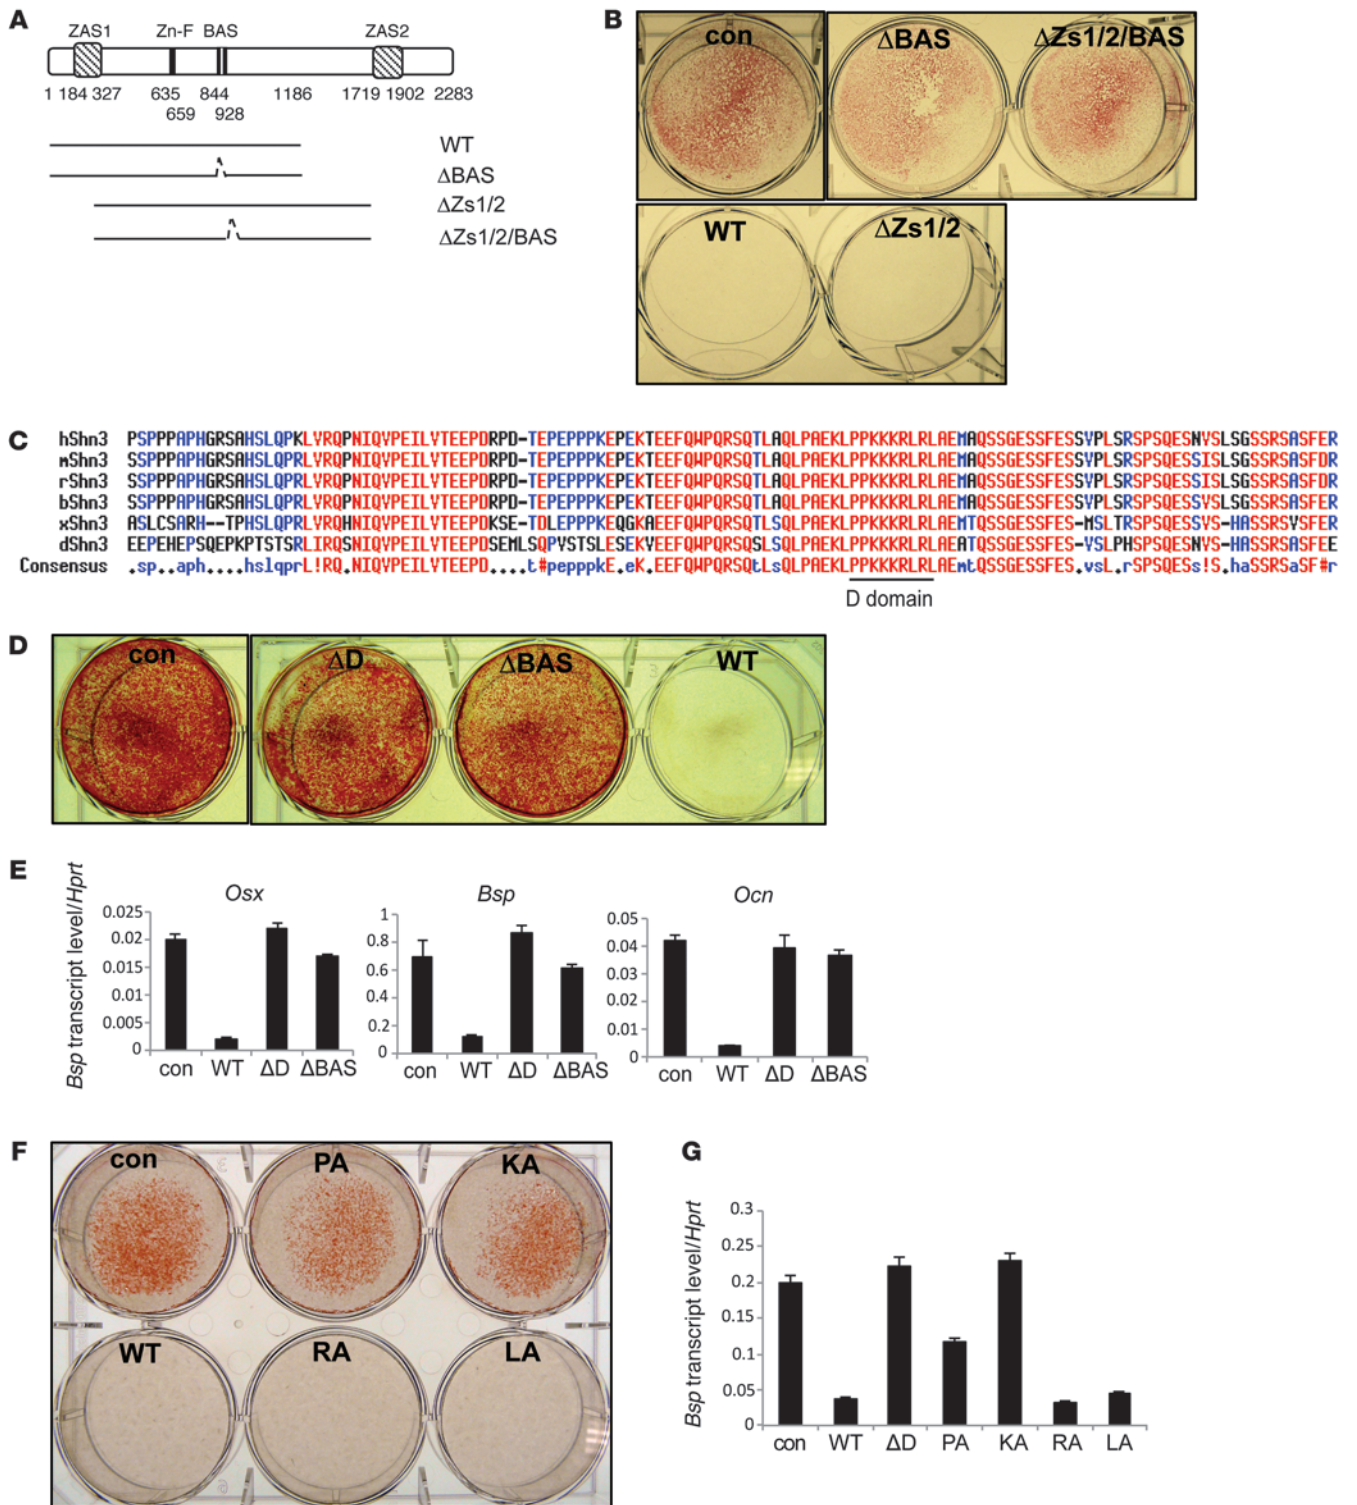 A
ZAS1 Zn-F BAS ZAS2
1 184 327 635 844 1186 1719 1902 2283
659 928
WT
ΔBAS
ΔZs1/2
ΔZs1/2/BAS
B
con ΔBAS ΔZs1/2/BAS
WT ΔZs1/2
C
hShn3 PSPPPAPHGRSAHSLQPKLVRQPNIQVPEILVTEEPDRPD-TEPEPPPKEPEKTEEFQWPQRSQTLAQLPAEKLPPKKKRLRLAEMAQSSGESSFESSVPLSRSPSQESNVSLSGSSRSASFER
mShn3 SSPPPAPHGRSAHSLQPRLVRQPNIQVPEILVTEEPDRPD-TEPEPPPKEPEKTEEFQWPQRSQTLAQLPAEKLPPKKKRLRLAEMAQSSGESSFESSVPLSRSPSQESSISLSGSSRSASFDR
rShn3 SSPPPAPHGRSAHSLQPRLVRQPNIQVPEILVTEEPDRPD-TEPEPPPKEPEKTEEFQWPQRSQTLAQLPAEKLPPKKKRLRLAEMAQSSGESSFESSVPLSRSPSQESSVSLSGSSRSASFDR
bShn3 SSPPPAPHGRSAHSLQPRLVRQPNIQVPEILVTEEPDRPD-TEPEPPPKEPEKTEEFQWPQRSQTLAQLPAEKLPPKKKRLRLAEMAQSSGESSFESSVPLSRSPSQESNVSLSGSSRSASFER
xShn3 ASLCSARH--TPHSLQPRLVRQHNIQVPEILVTEEPDKSE-TDLEPPPKEQGKAEEFQWPQRSQTLSQLPAEKLPPKKKRLRLAEMTQSSGESSFES-MSLTRSPSQESSVS-HASSRSVSFER
dShn3 EEPEHEPSQEPKPTSTSRLIRQSNIQVPEILVTEEPDSEMLSQPVSTSLESEKVEEFQWPQRSQSLSQLPAEKLPPKKKRLRLAEATQSSGESSFES-VSLPHSPSQESNVS-HASSRSASFEE
Consensus .sp..aph....hslqprL!RQ.NIQVPEILVTEEPD....t#pepppkE.eK.EEFQWPQRSQtLsQLPAEKLPPKKKRLRLAEmtQSSGESSFES.vsL.rSPSQESs!S.haSSRSaSF#r
D domain
D
con ΔD ΔBAS WT
E
Bsp transcript level/Hprt
Osx
0.025
0.02
0.015
0.01
0.005
0
con WT ΔD ΔBAS
Bsp
1
0.8
0.6
0.4
0.2
0
con WT ΔD ΔBAS
Ocn
0.05
0.04
0.03
0.02
0.01
0
con WT ΔD ΔBAS
F
con PA KA
WT RA LA
G
Bsp transcript level/Hprt
0.3
0.25
0.2
0.15
0.1
0.05
0
con WT ΔD PA KA RA LA